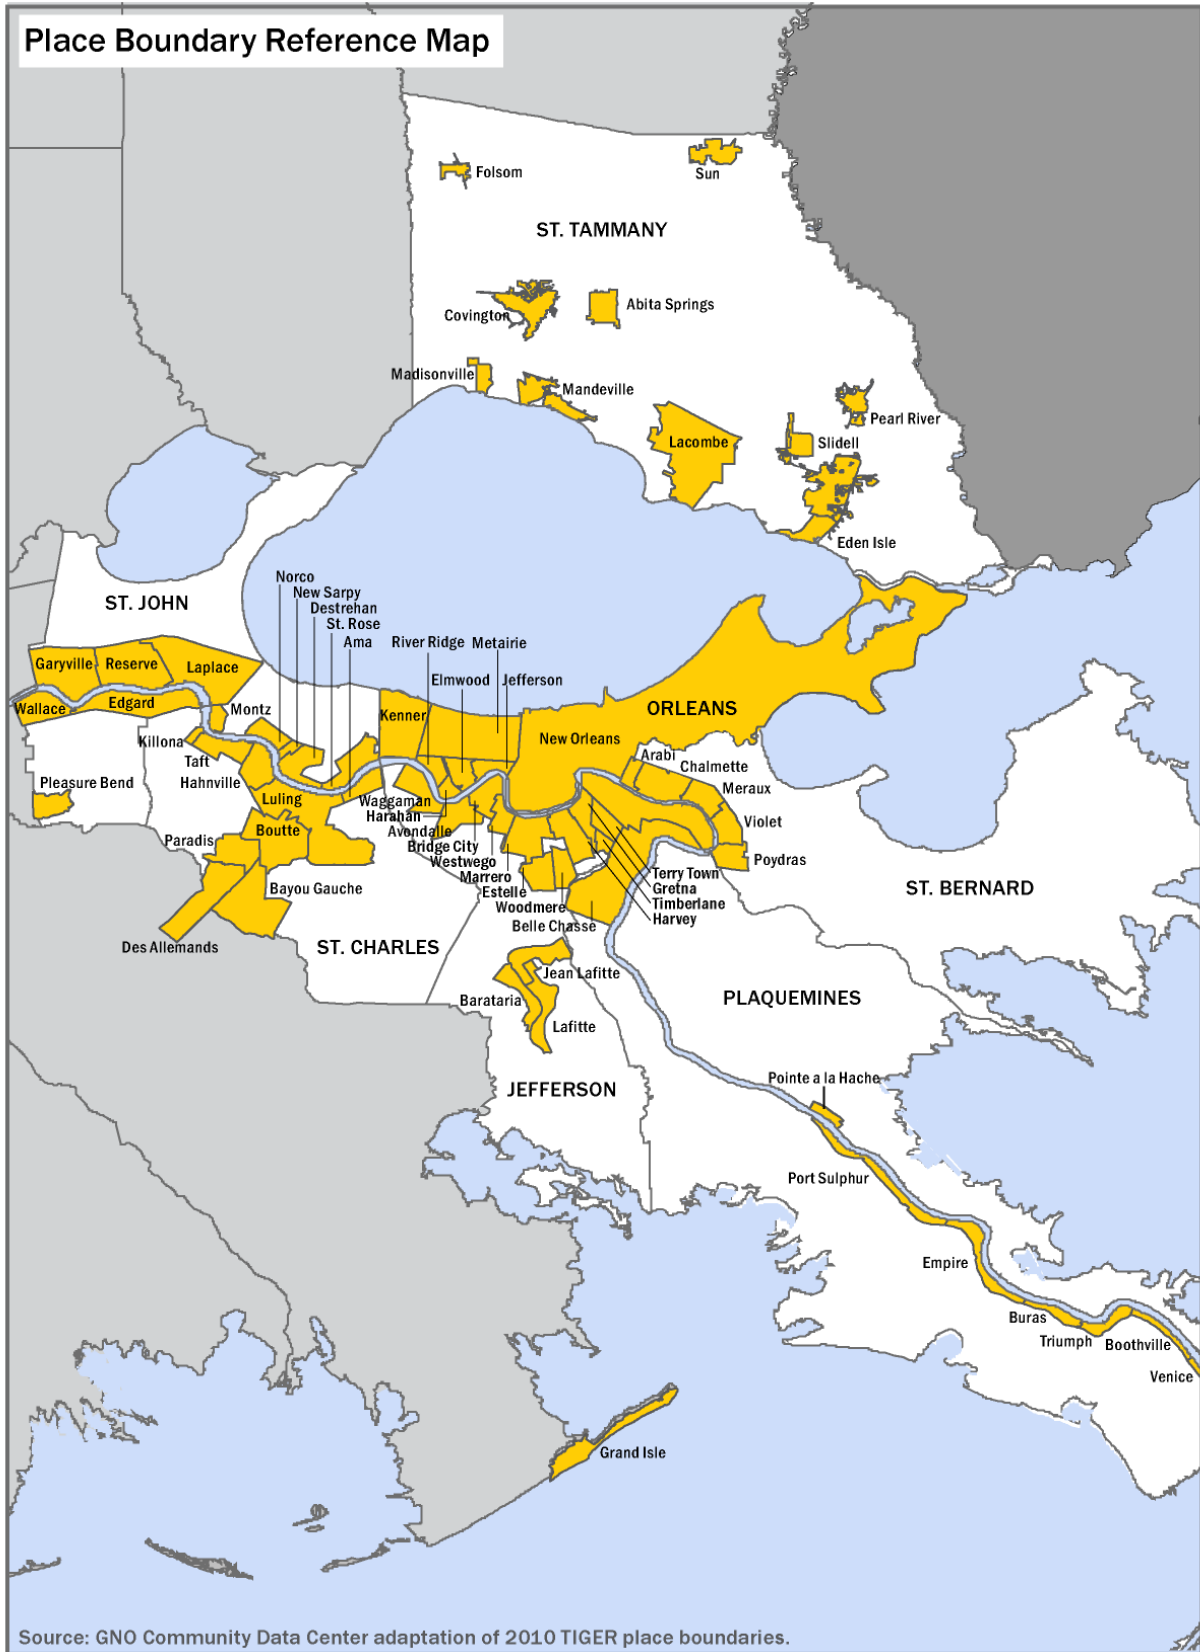 Place Boundary Reference Map
Folsom
Sun
ST. TAMMANY
Abita Springs
Covington
Madisonville
Mandeville
Pearl River
Lacombe
Slidell
Eden Isle
Norco
New Sarpy
Destrehan
St. Rose
Ama
ST. JOHN
River Ridge
Metairie
Elmwood
Jefferson
Garyville
Reserve
Laplace
Wallace
Edgard
Montz
Kenner
ORLEANS
New Orleans
Killona
Taft
Hahnville
Arabi
Chalmette
Meraux
Pleasure Bend
Luling
Waggaman
Harahan
Avondalle
Bridge City
Westwego
Marrero
Estelle
Woodmere
Belle Chasse
Violet
Boutte
Paradis
Poydras
Terry Town
Gretna
Timberlane
Harvey
Bayou Gauche
ST. BERNARD
Des Allemands
ST. CHARLES
Jean Lafitte
Barataria
Lafitte
PLAQUEMINES
JEFFERSON
Pointe a la Hache
Port Sulphur
Empire
Buras
Triumph
Boothville
Venice
Grand Isle
Source: GNO Community Data Center adaptation of 2010 TIGER place boundaries.